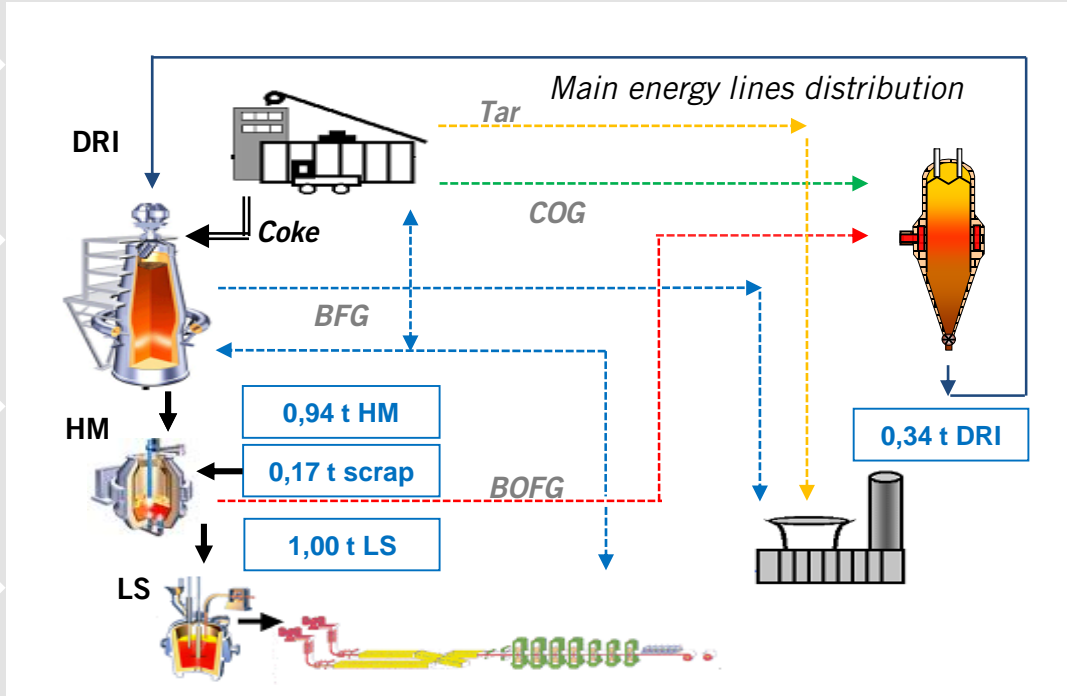 Main energy lines distribution
Tar
DRI
COG
Coke
BFG
0,94 t HM
HM
0,34 t DRI
0,17 t scrap
BOFG
1,00 t LS
LS